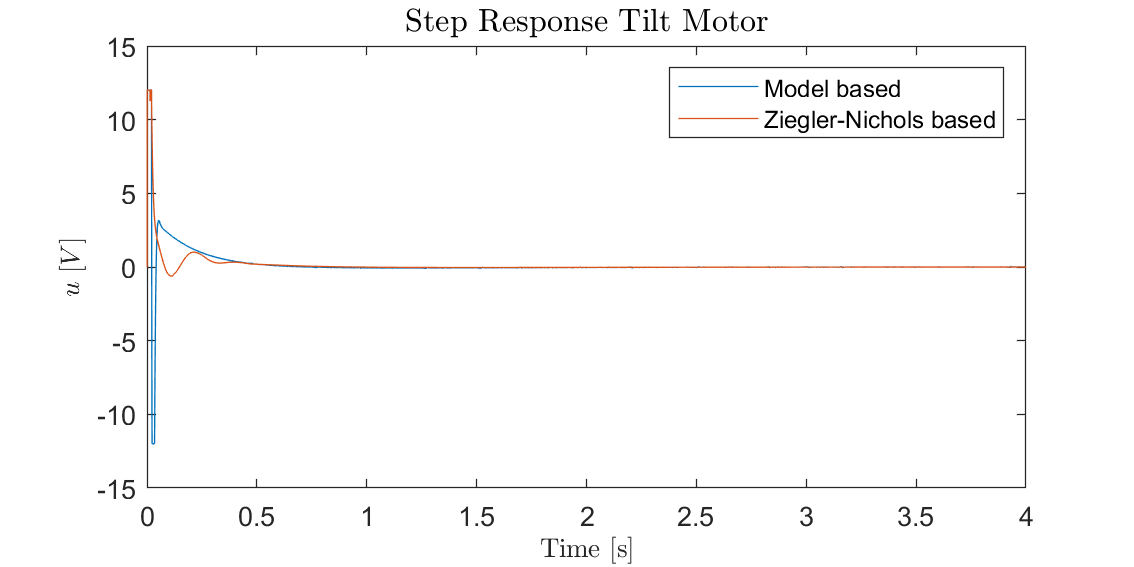 Step Response Tilt Motor
Model based
Ziegler-Nichols based
15
10
5
0
-5
-10
-15
u [V]
0 0.5 1 1.5 2 2.5 3 3.5 4
Time [s]